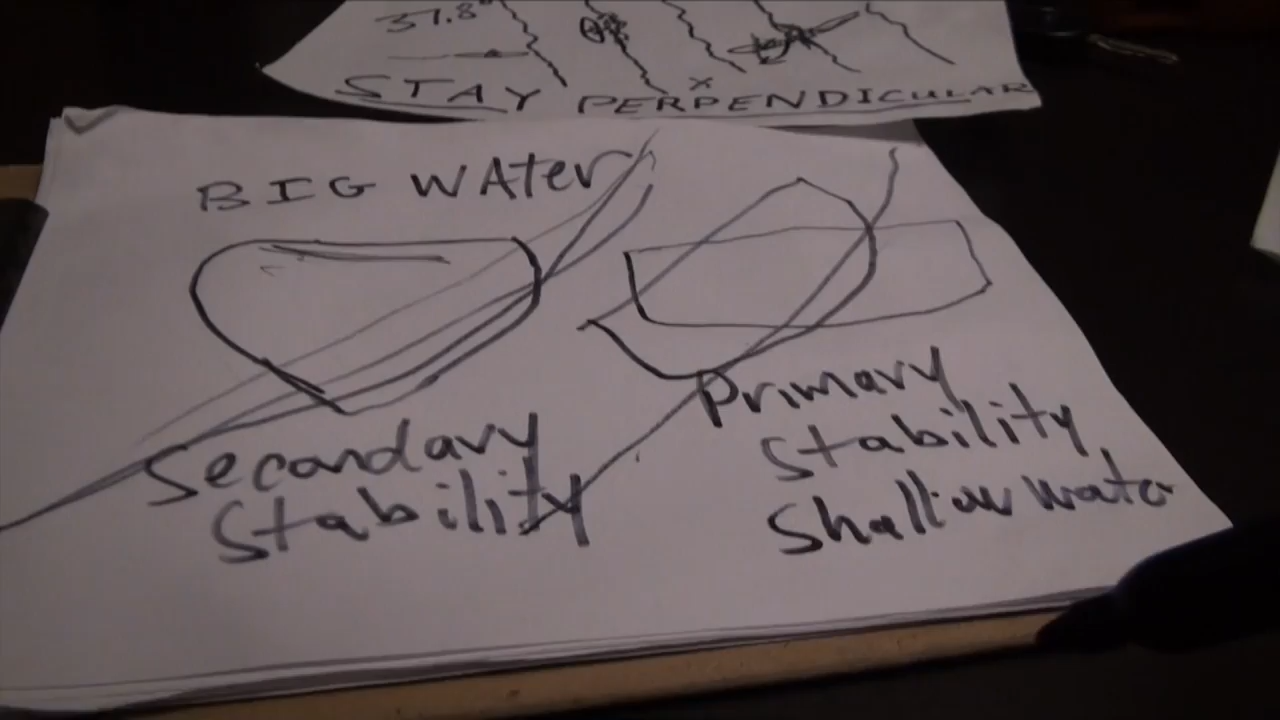 37.8°
STAY PERPENDICULAR
BIG WAter
Secondary
Stability
Primary
Stability
Shallow water